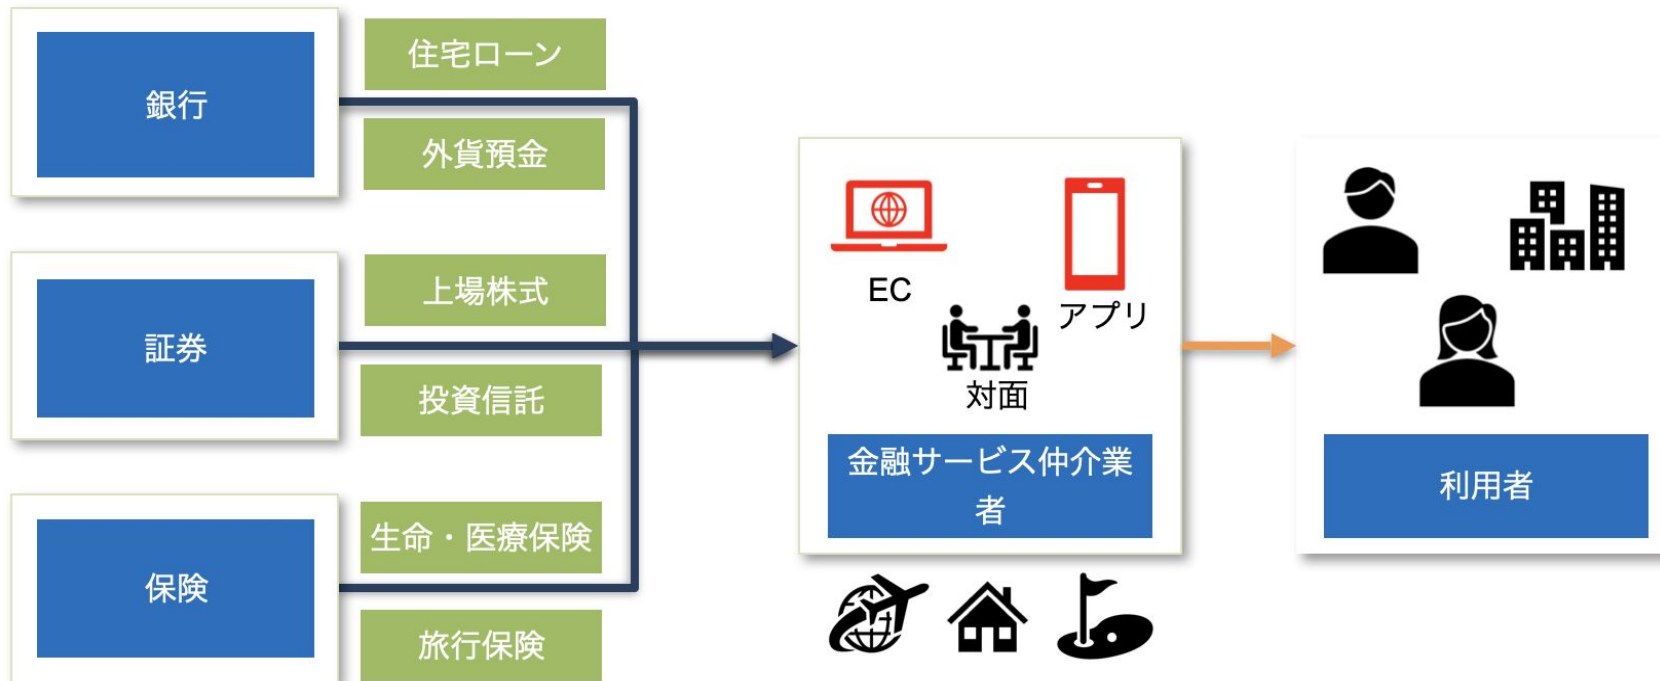 銀行
住宅ローン
外貨預金
証券
上場株式
投資信託
保険
生命・医療保険
旅行保険
EC
アプリ
対面
金融サービス仲介業
者
利用者